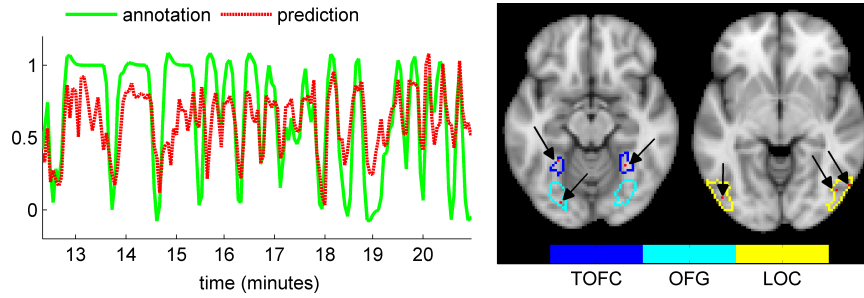 annotation prediction
1
0.5
0
13 14 15 16 17 18 19 20
time (minutes)
TOFC OFG LOC